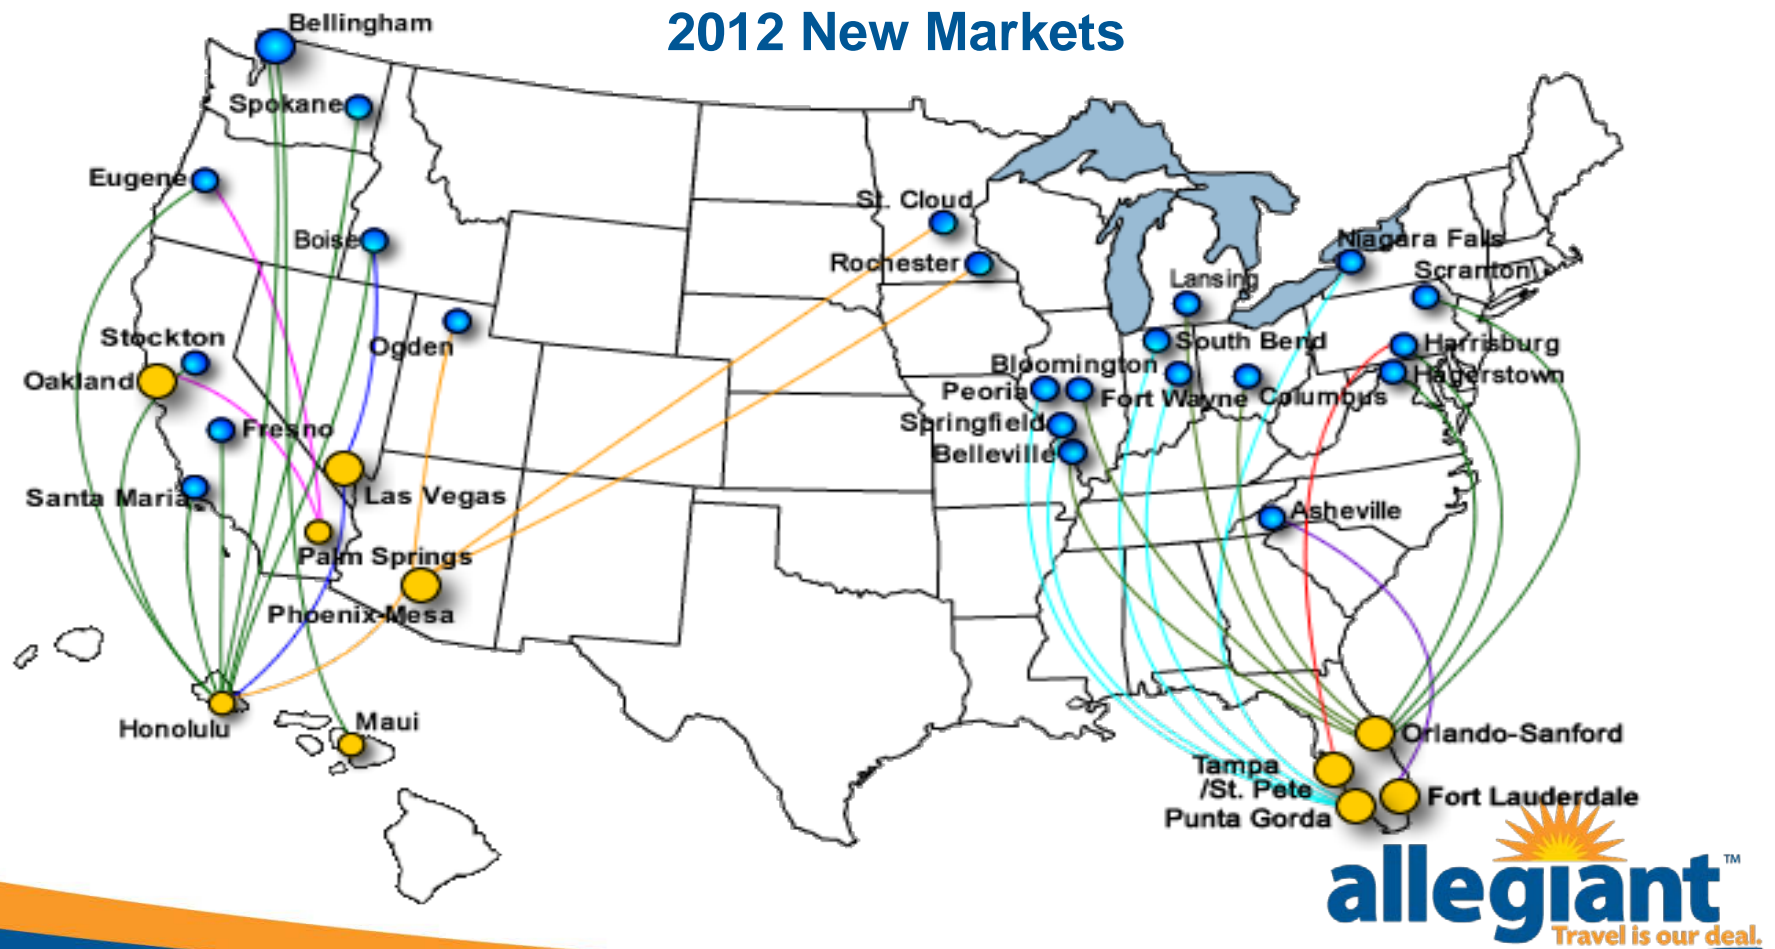 2012 New Markets
Bellingham
Spokane
Eugene
St. Cloud
Boise
Niagara Falls
Rochester
Scranton
Lansing
Stockton
Ogden
South Bend
Harrisburg
Bloomington
Oakland
Hagerstown
Peoria
Fort Wayne
Columbus
Fresno
Springfield
Belleville
Las Vegas
Santa Maria
Asheville
Palm Springs
Phoenix-Mesa
Honolulu
Maui
Orlando-Sanford
Tampa
/St. Pete
Fort Lauderdale
Punta Gorda
allegiant™
Travel is our deal.